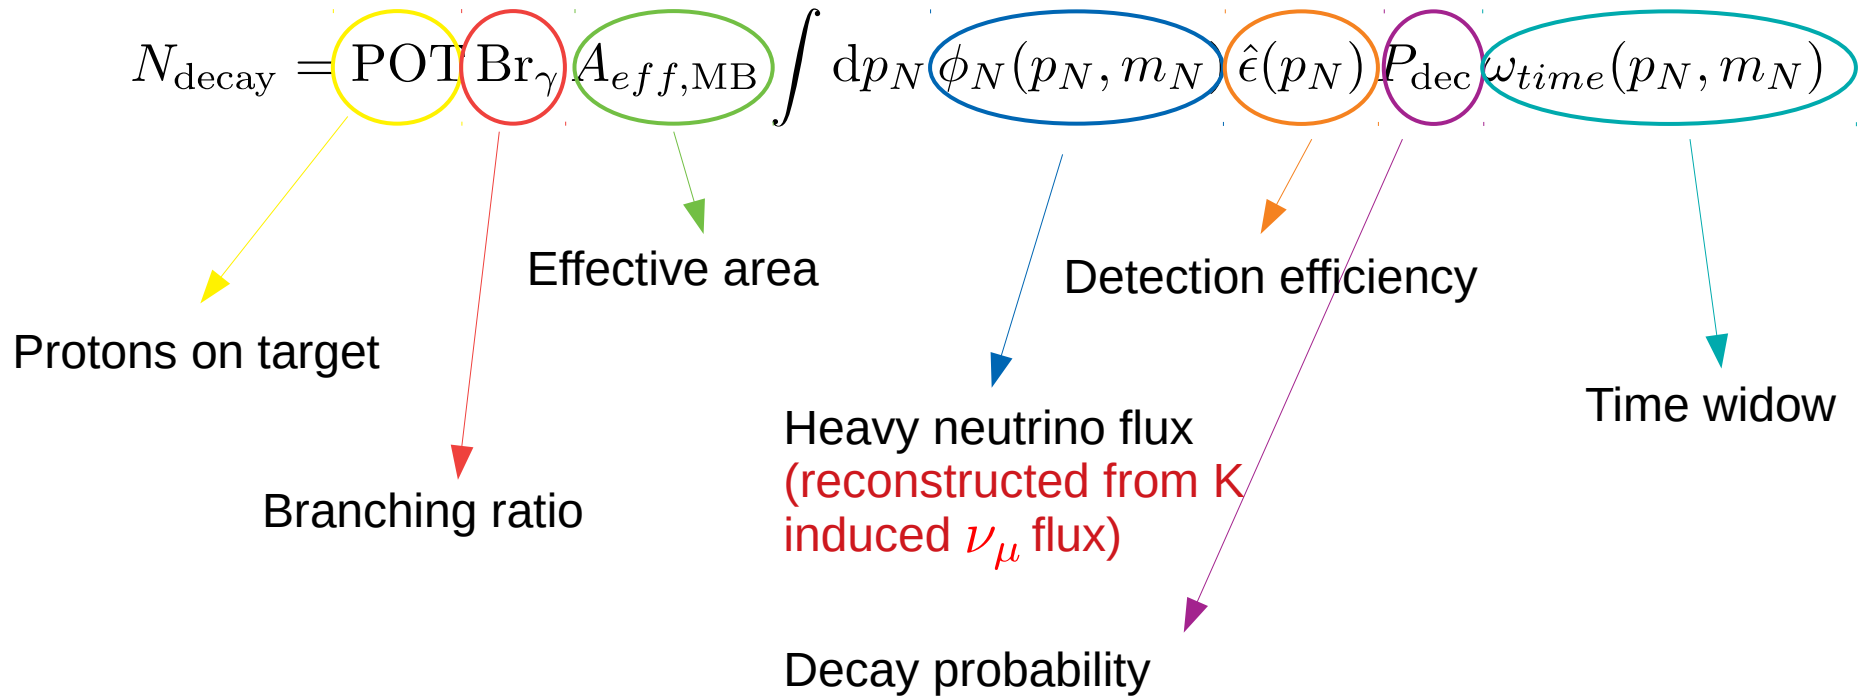 N_decay = POT Br_γ A_eff,MB ∫ dp_N ϕ_N(p_N, m_N) ε̂(p_N) P_dec ω_time(p_N, m_N)
Effective area
Detection efficiency
Protons on target
Time widow
Heavy neutrino flux
(reconstructed from K
induced ν_μ flux)
Branching ratio
Decay probability